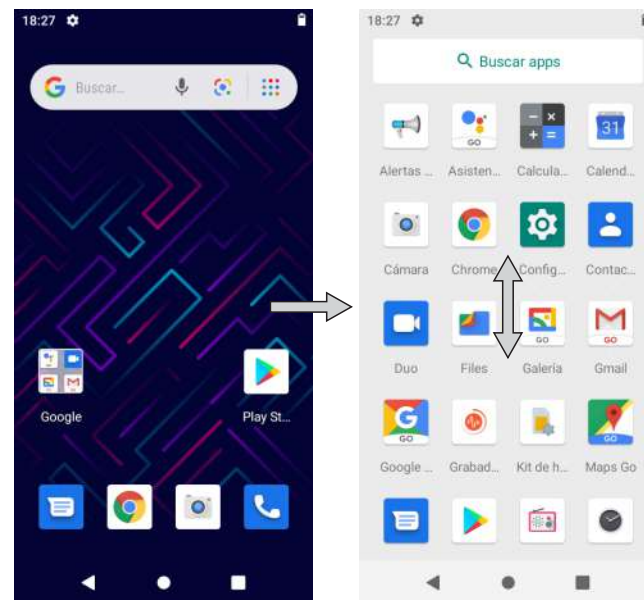 18:27
Buscar...
Google
Play St...
18:27
Buscar apps
31
GO
Alertas ...
Asisten...
Calcula...
Calend...
Cámara
Chrome
Config...
Contac...
GO
GO
Duo
Files
Galería
Gmail
GO
GO
Google ...
Grabad...
Kit de h...
Maps Go